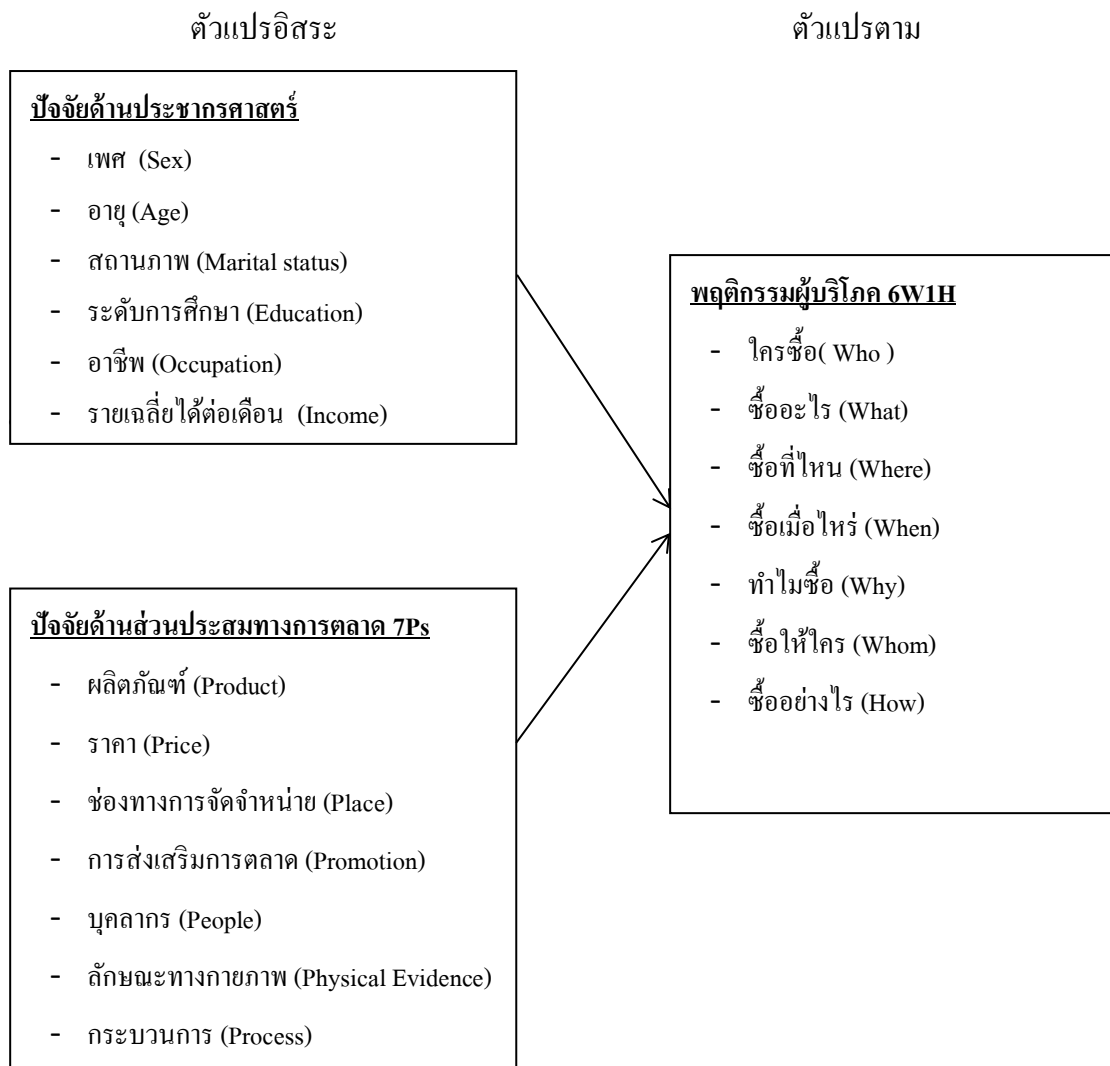 ตัวแปรอิสระ
ตัวแปรตาม
ปัจจัยด้านประชากรศาสตร์
- เพศ (Sex)
- อายุ (Age)
- สถานภาพ (Marital status)
- ระดับการศึกษา (Education)
- อาชีพ (Occupation)
- รายเฉลี่ยได้ต่อเดือน (Income)
ปัจจัยด้านส่วนประสมทางการตลาด 7Ps
- ผลิตภัณฑ์ (Product)
- ราคา (Price)
- ช่องทางการจัดจำหน่าย (Place)
- การส่งเสริมการตลาด (Promotion)
- บุคลากร (People)
- ลักษณะทางกายภาพ (Physical Evidence)
- กระบวนการ (Process)
พฤติกรรมผู้บริโภค 6W1H
- ใครซื้อ( Who )
- ซื้ออะไร (What)
- ซื้อที่ไหน (Where)
- ซื้อเมื่อไหร่ (When)
- ทำไมซื้อ (Why)
- ซื้อให้ใคร (Whom)
- ซื้ออย่างไร (How)